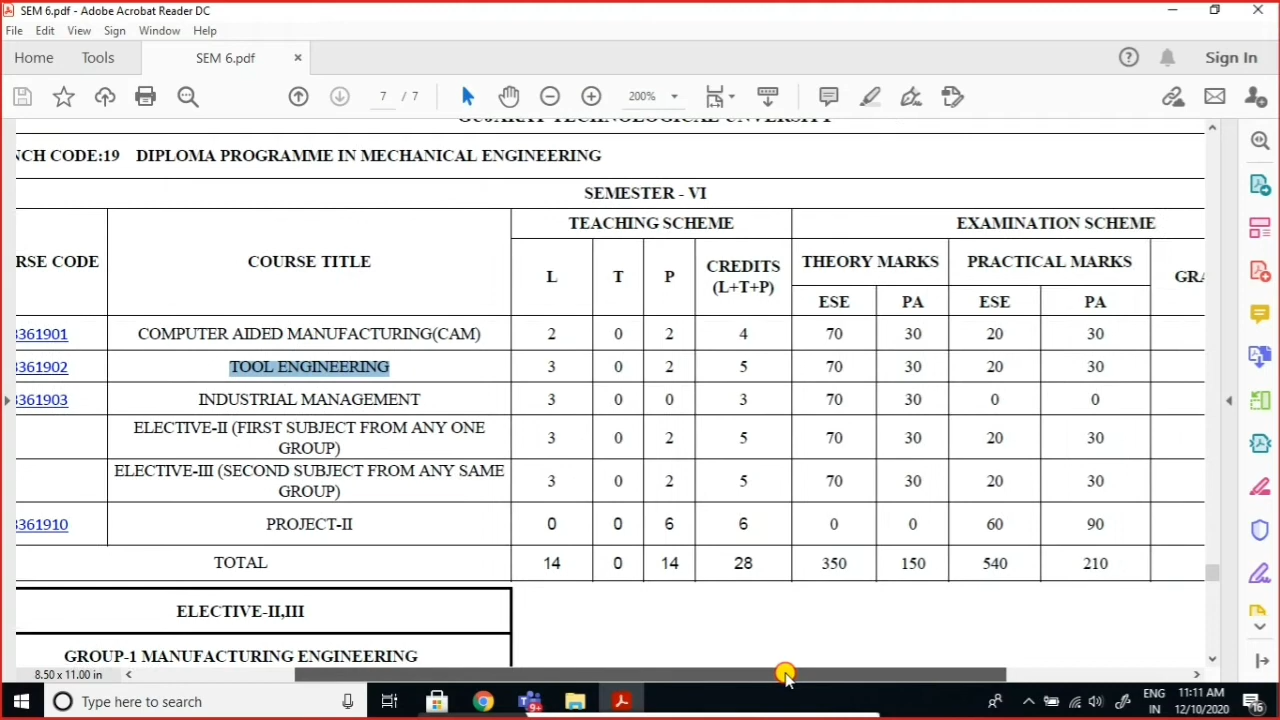 SEM 6.pdf - Adobe Acrobat Reader DC
File Edit View Sign Window Help
Home Tools SEM 6.pdf × Sign In
7 / 7 200%
GUJARAT TECHNOLOGICAL UNVERSITY
NCH CODE:19 DIPLOMA PROGRAMME IN MECHANICAL ENGINEERING
SEMESTER - VI
TEACHING SCHEME EXAMINATION SCHEME
RSE CODE COURSE TITLE L T P CREDITS (L+T+P) THEORY MARKS PRACTICAL MARKS GRA
ESE PA ESE PA
3361901 COMPUTER AIDED MANUFACTURING(CAM) 2 0 2 4 70 30 20 30
3361902 TOOL ENGINEERING 3 0 2 5 70 30 20 30
3361903 INDUSTRIAL MANAGEMENT 3 0 0 3 70 30 0 0
ELECTIVE-II (FIRST SUBJECT FROM ANY ONE
GROUP) 3 0 2 5 70 30 20 30
ELECTIVE-III (SECOND SUBJECT FROM ANY SAME
GROUP) 3 0 2 5 70 30 20 30
3361910 PROJECT-II 0 0 6 6 0 0 60 90
TOTAL 14 0 14 28 350 150 540 210
ELECTIVE-II,III
GROUP-1 MANUFACTURING ENGINEERING
8.50 x 11.00 in
Type here to search 9+ ENG 11:11 AM
IN 12/10/2020 16